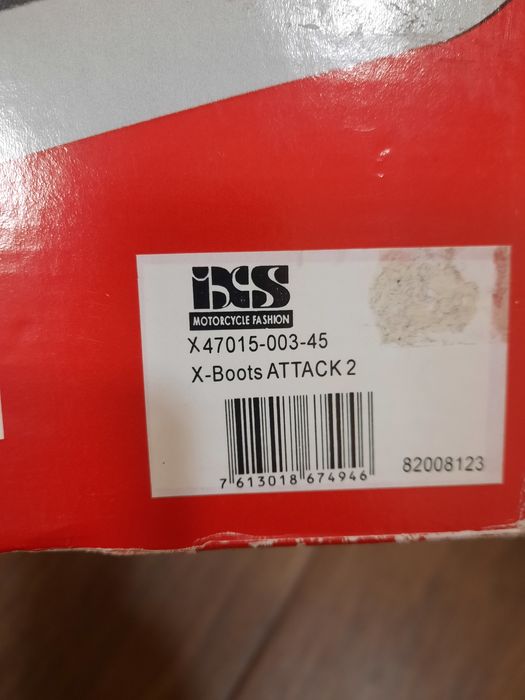 iXS
MOTORCYCLE FASHION
X47015-003-45
X-Boots ATTACK 2
7 613018 674946
82008123